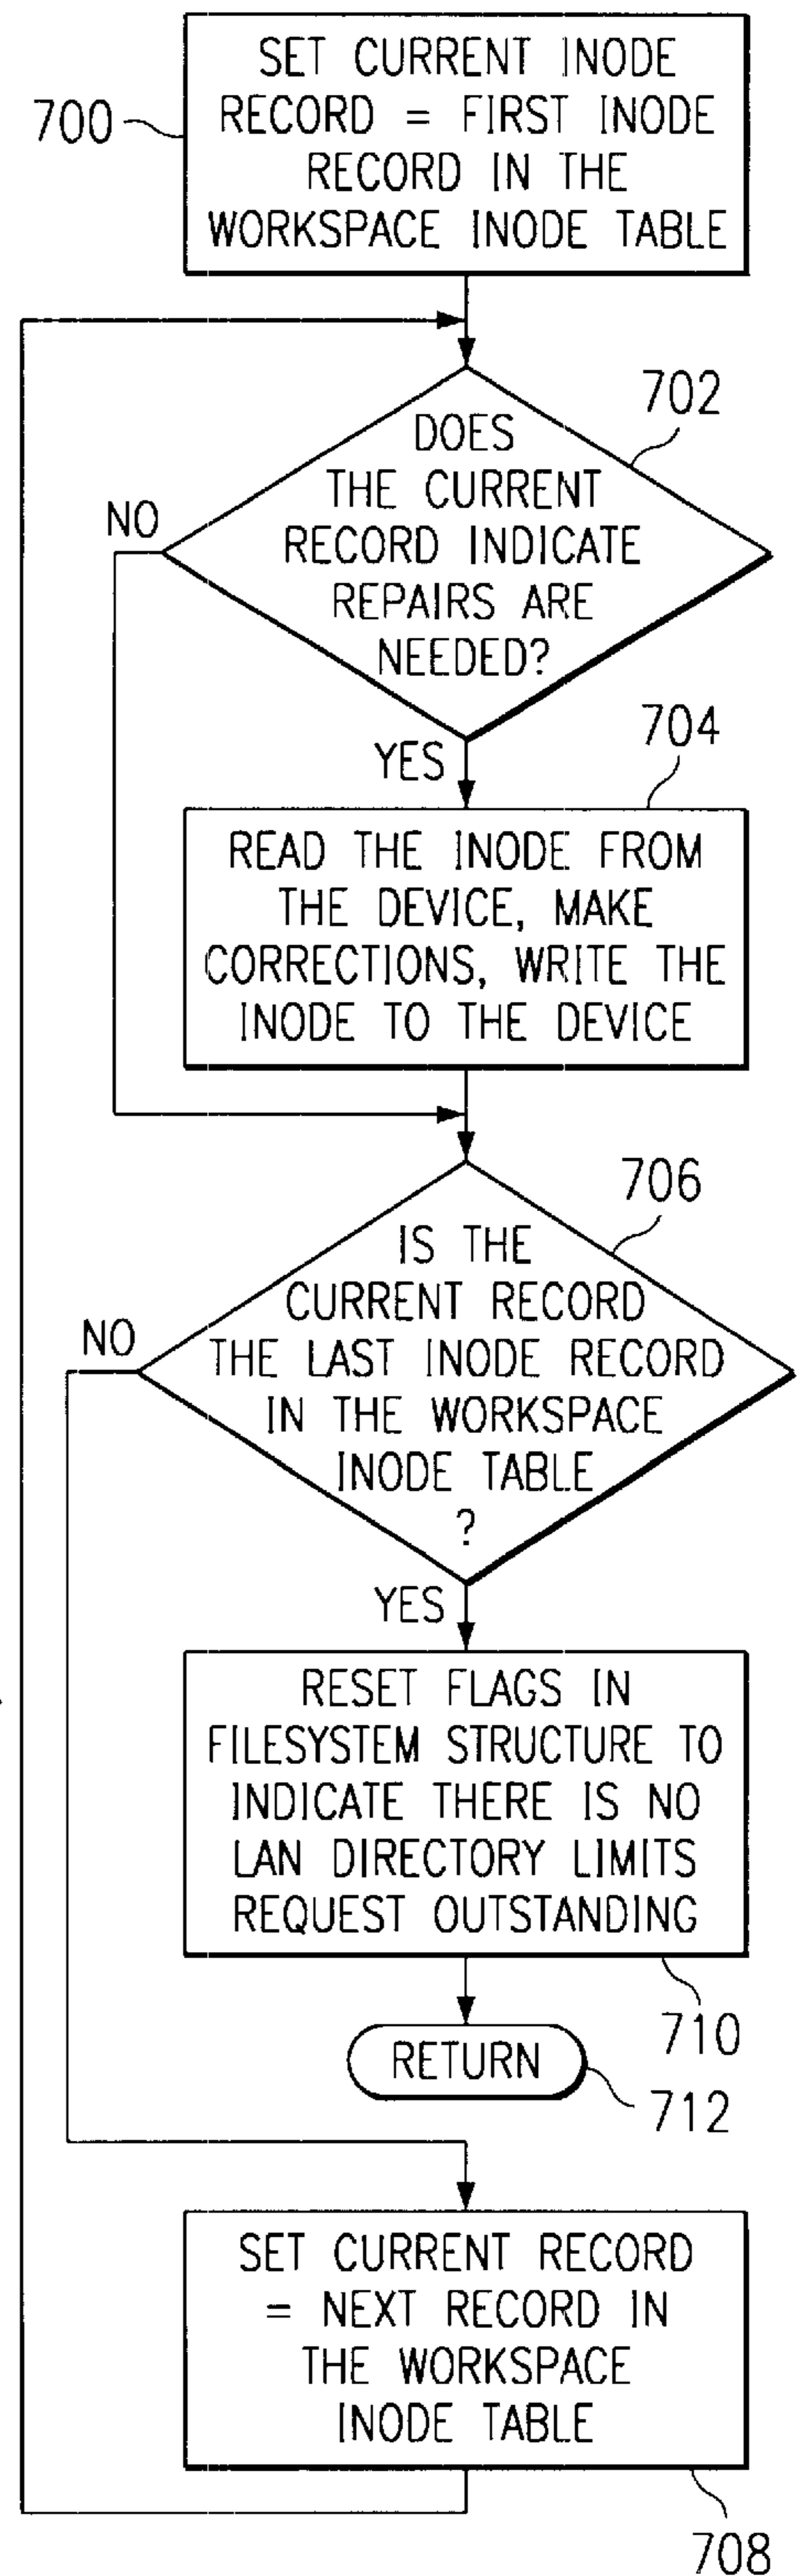 SET CURRENT INODE
RECORD = FIRST INODE
RECORD IN THE
WORKSPACE INODE TABLE
700
702
DOES
THE CURRENT
RECORD INDICATE
REPAIRS ARE
NEEDED?
NO
YES
704
READ THE INODE FROM
THE DEVICE, MAKE
CORRECTIONS, WRITE THE
INODE TO THE DEVICE
706
IS THE
CURRENT RECORD
THE LAST INODE RECORD
IN THE WORKSPACE
INODE TABLE
?
NO
YES
RESET FLAGS IN
FILESYSTEM STRUCTURE TO
INDICATE THERE IS NO
LAN DIRECTORY LIMITS
REQUEST OUTSTANDING
710
RETURN
712
SET CURRENT RECORD
= NEXT RECORD IN
THE WORKSPACE
INODE TABLE
708